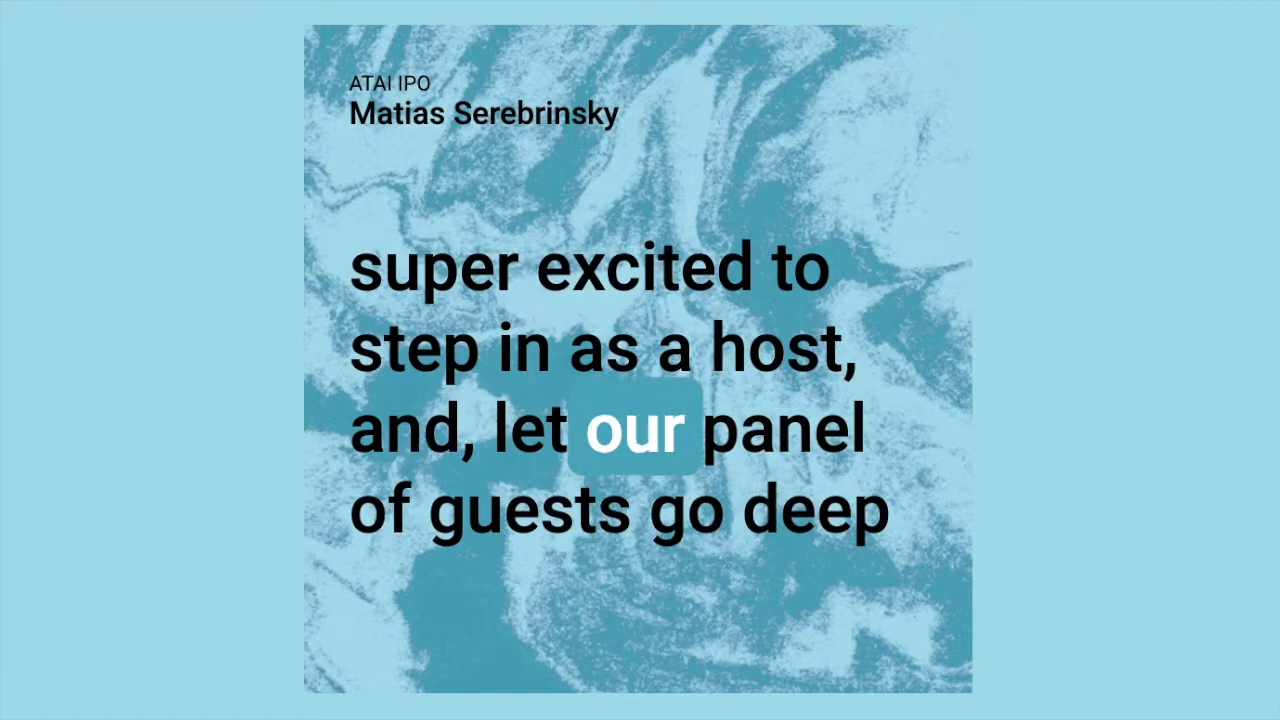 ATAI IPO
Matias Serebrinsky
super excited to
step in as a host,
and, let our panel
of guests go deep